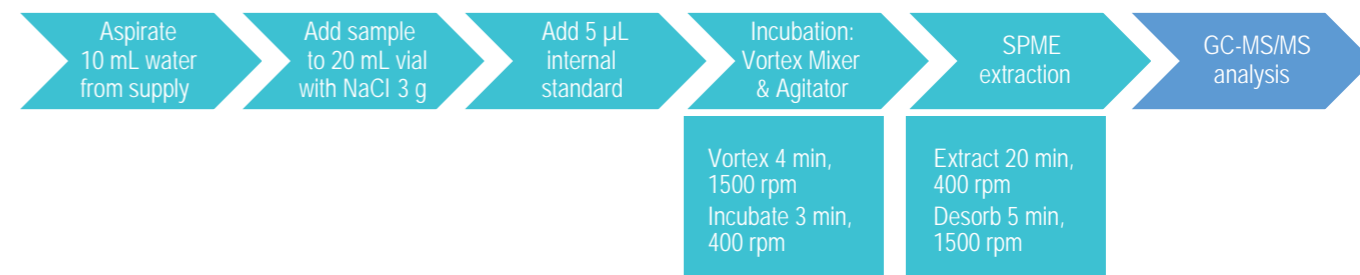 Aspirate
10 mL water
from supply
Add sample
to 20 mL vial
with NaCl 3 g
Add 5 µL
internal
standard
Incubation:
Vortex Mixer
& Agitator
SPME
extraction
GC-MS/MS
analysis
Vortex 4 min,
1500 rpm
Incubate 3 min,
400 rpm
Extract 20 min,
400 rpm
Desorb 5 min,
1500 rpm